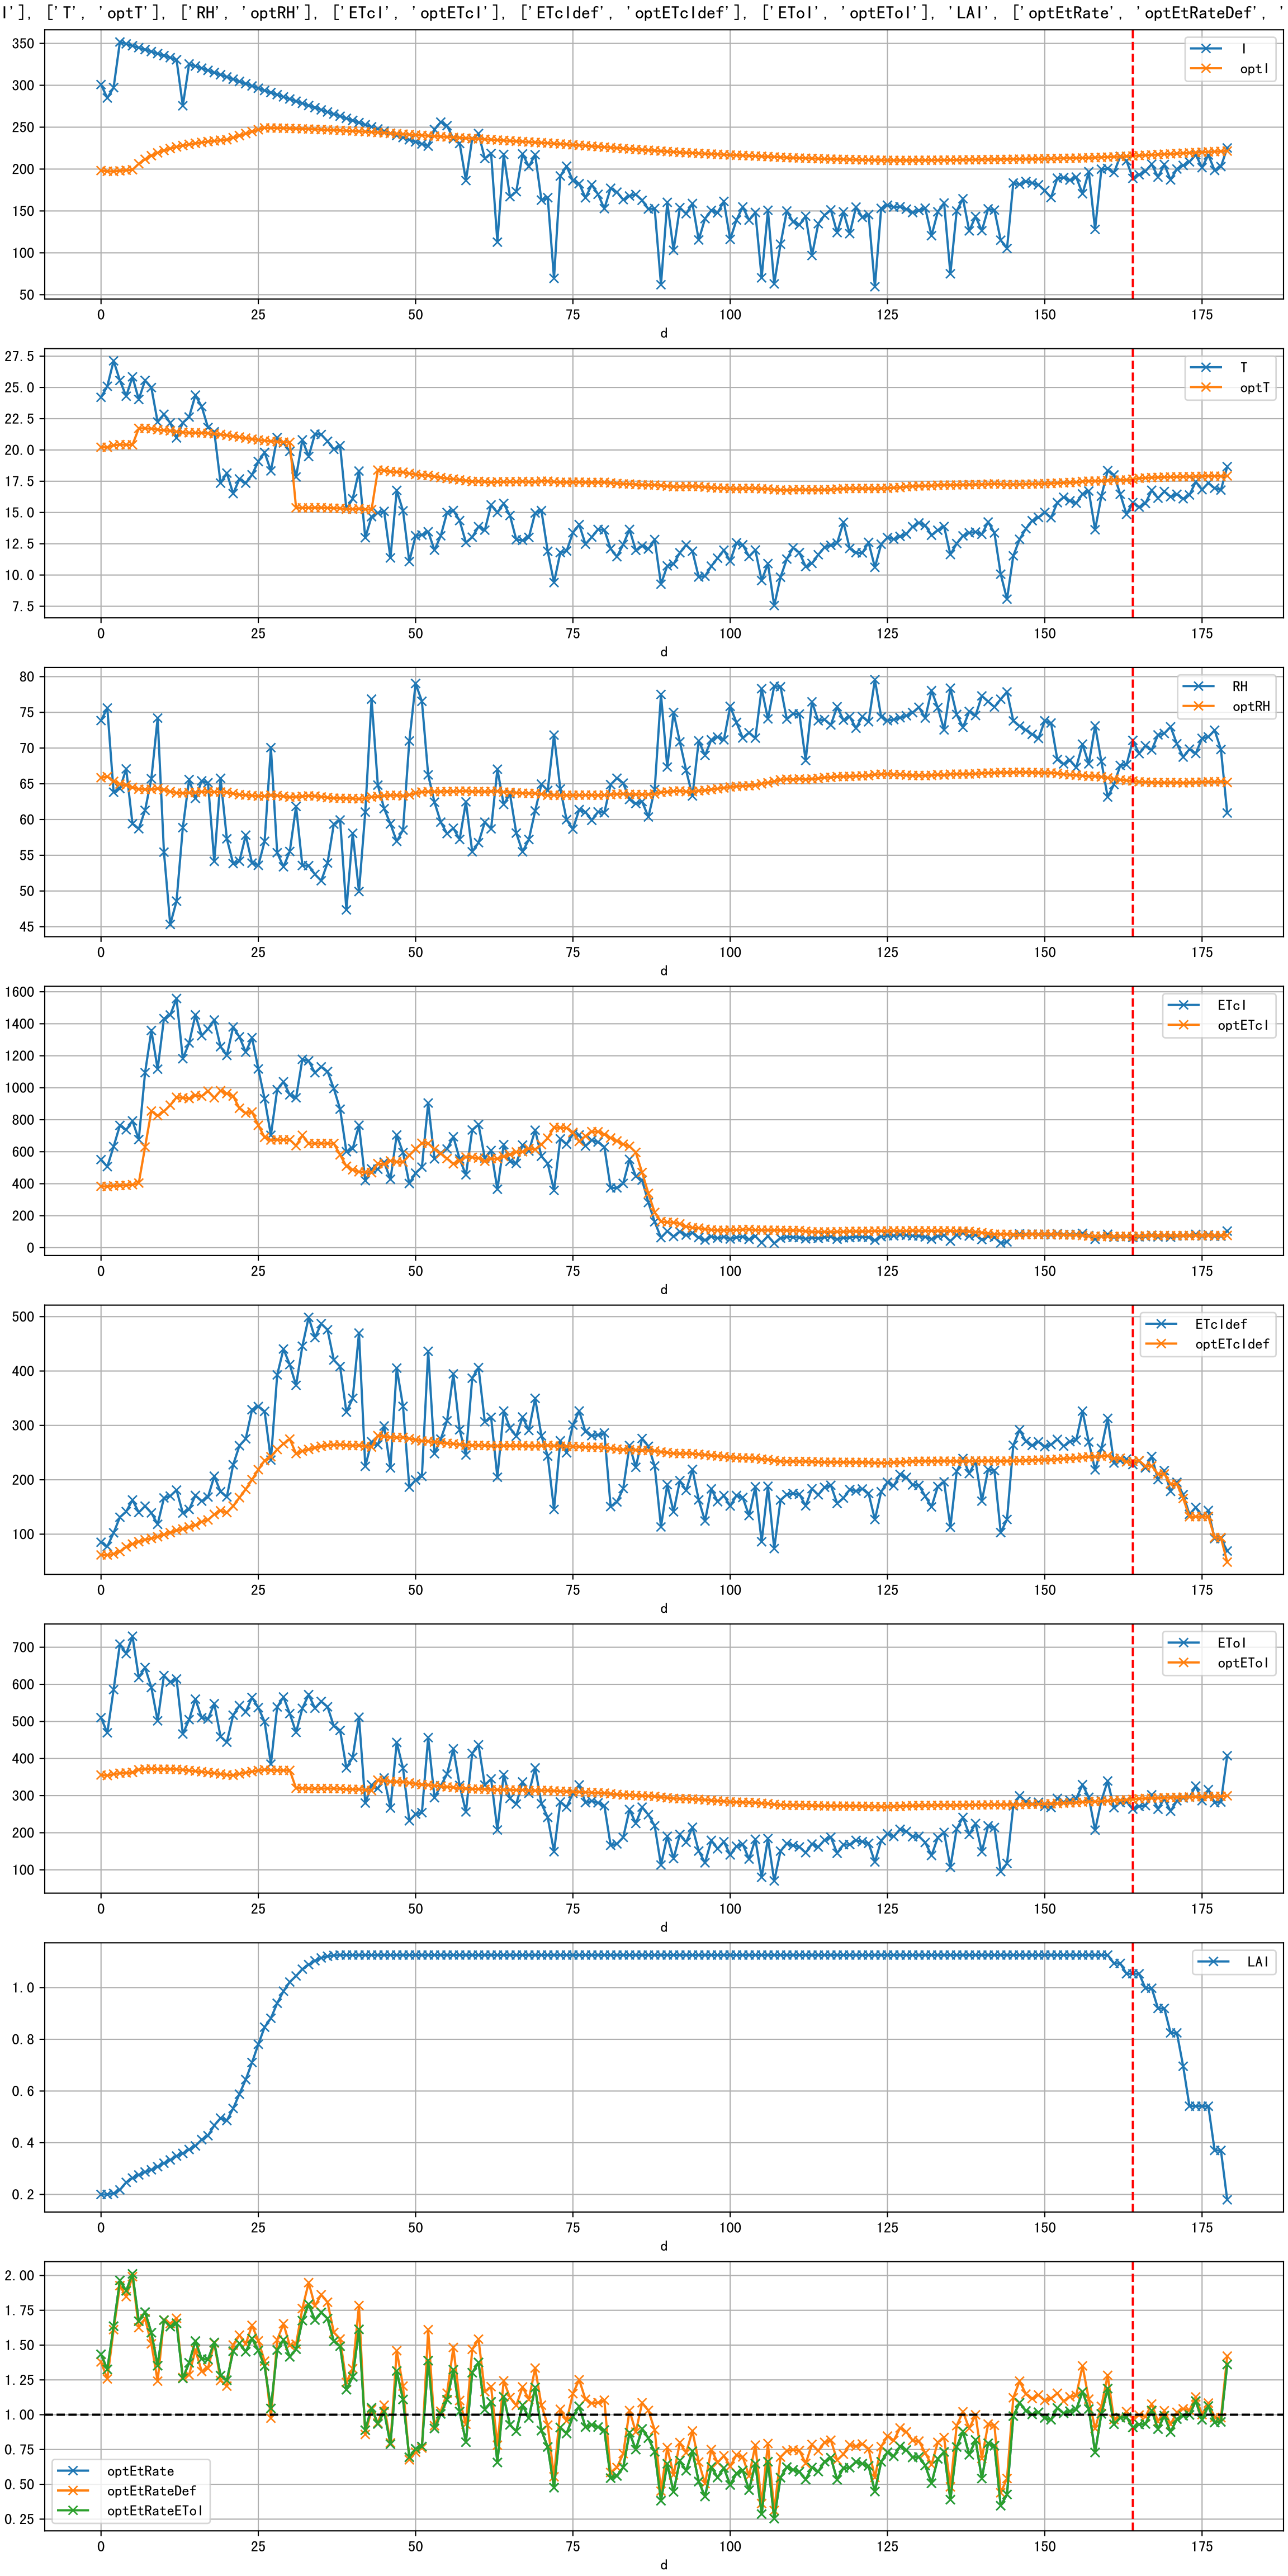 I'], ['T', 'optT'], ['RH', 'optRH'], ['ETcI', 'optETcI'], ['ETcIdef', 'optETcIdef'], ['EToI', 'optEToI'], 'LAI', ['optEtRate', 'optEtRateDef', '
I
optI
350
300
250
200
150
100
50
0 25 50 75 100 125 150 175
d
T
optT
27.5
25.0
22.5
20.0
17.5
15.0
12.5
10.0
7.5
0 25 50 75 100 125 150 175
d
RH
optRH
80
75
70
65
60
55
50
45
0 25 50 75 100 125 150 175
d
ETcI
optETcI
1600
1400
1200
1000
800
600
400
200
0
0 25 50 75 100 125 150 175
d
ETcIdef
optETcIdef
500
400
300
200
100
0 25 50 75 100 125 150 175
d
EToI
optEToI
700
600
500
400
300
200
100
0 25 50 75 100 125 150 175
d
LAI
1.0
0.8
0.6
0.4
0.2
0 25 50 75 100 125 150 175
d
2.00
1.75
1.50
1.25
1.00
0.75
0.50
0.25
optEtRate
optEtRateDef
optEtRateEToI
0 25 50 75 100 125 150 175
d